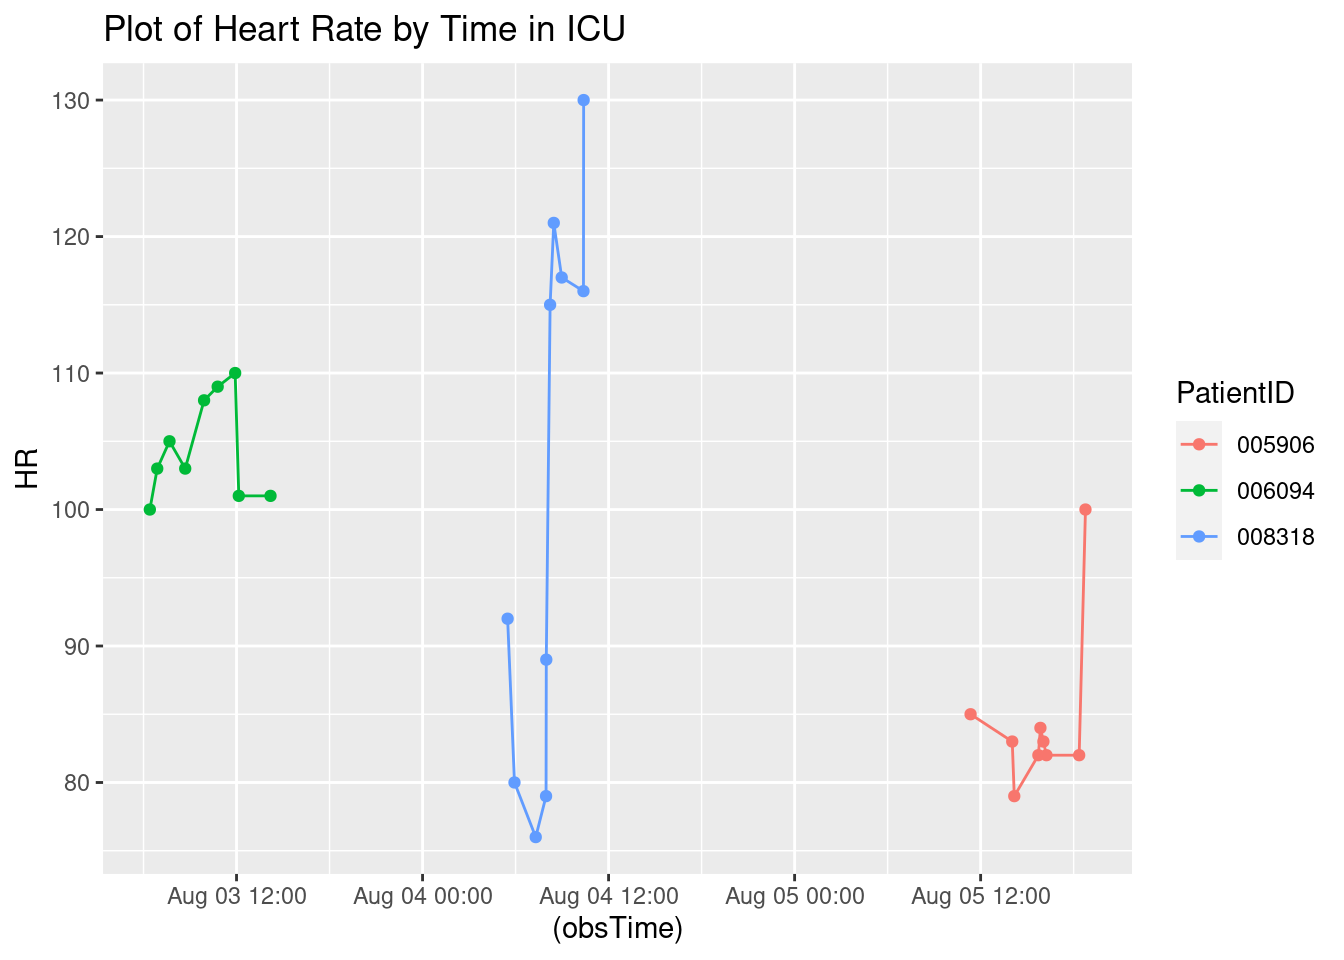 Plot of Heart Rate by Time in ICU
HR
130
120
110
100
90
80
Aug 03 12:00
Aug 04 00:00
Aug 04 12:00
Aug 05 00:00
Aug 05 12:00
(obsTime)
PatientID
005906
006094
008318